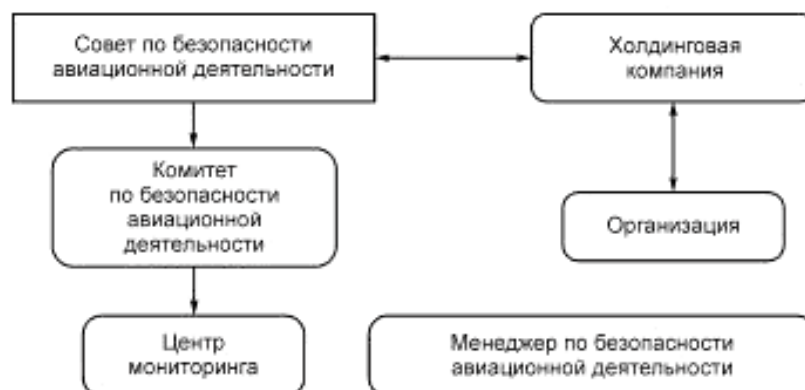 Совет по безопасности
авиационной деятельности
Холдинговая
компания
Комитет
по безопасности
авиационной
деятельности
Организация
Центр
мониторинга
Менеджер по безопасности
авиационной деятельности